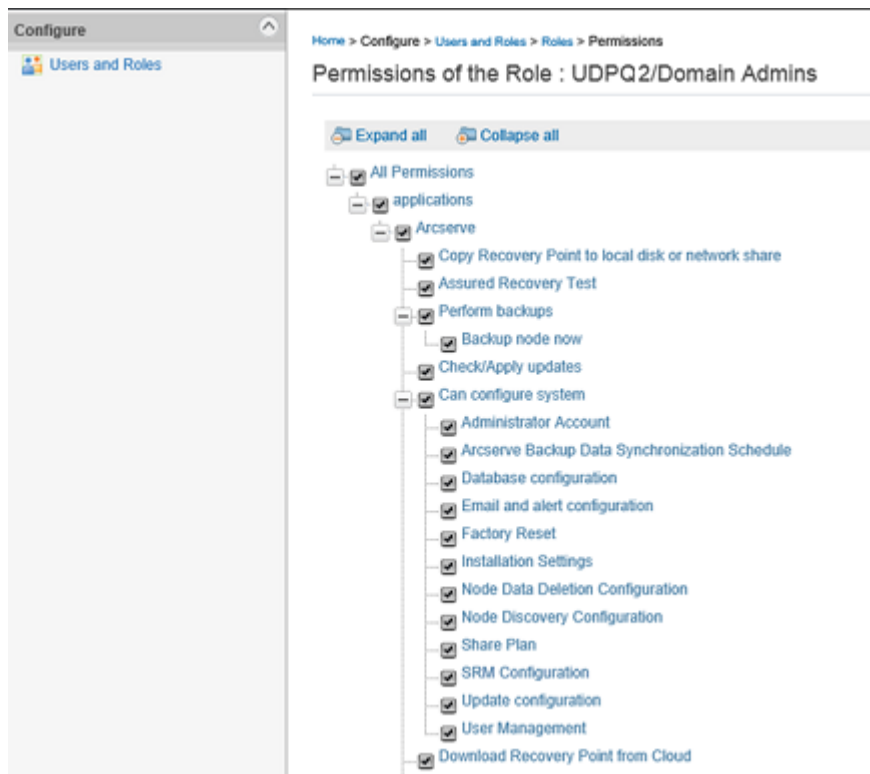 Configure
Users and Roles
Home > Configure > Users and Roles > Roles > Permissions
Permissions of the Role : UDPQ2/Domain Admins
Expand all
Collapse all
All Permissions
applications
Arcserve
Copy Recovery Point to local disk or network share
Assured Recovery Test
Perform backups
Backup node now
Check/Apply updates
Can configure system
Administrator Account
Arcserve Backup Data Synchronization Schedule
Database configuration
Email and alert configuration
Factory Reset
Installation Settings
Node Data Deletion Configuration
Node Discovery Configuration
Share Plan
SRM Configuration
Update configuration
User Management
Download Recovery Point from Cloud